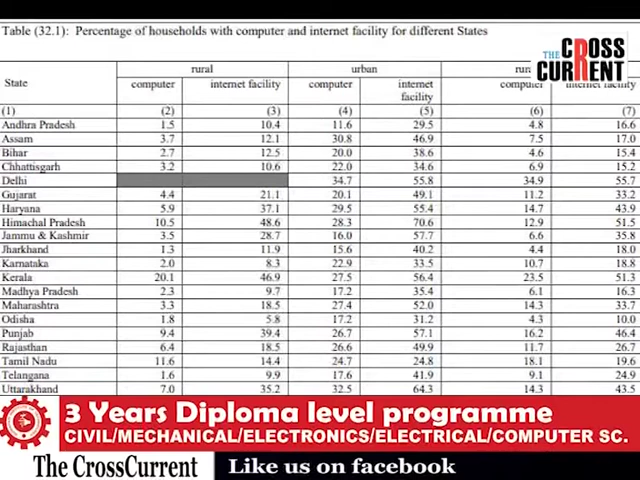 Table (32.1): Percentage of households with computer and internet facility for different States
THE CROSS CURRENT
State rural urban
computer internet facility computer internet facility computer internet facility
(1) (2) (3) (4) (5) (6) (7)
Andhra Pradesh 1.5 10.4 11.6 29.5 4.8 16.6
Assam 3.7 12.1 30.8 46.9 7.5 17.0
Bihar 2.7 12.5 20.0 38.6 4.6 15.4
Chhattisgarh 3.2 10.6 22.0 34.6 6.9 15.2
Delhi 34.7 55.8 34.9 55.7
Gujarat 4.4 21.1 20.1 49.1 11.2 33.2
Haryana 5.9 37.1 29.5 55.4 14.7 43.9
Himachal Pradesh 10.5 48.6 28.3 70.6 12.9 51.5
Jammu & Kashmir 3.5 28.7 16.0 57.7 6.6 35.8
Jharkhand 1.3 11.9 15.6 40.2 4.4 18.0
Karnataka 2.0 8.3 22.9 33.5 10.7 18.8
Kerala 20.1 46.9 27.5 56.4 23.5 51.3
Madhya Pradesh 2.3 9.7 17.2 35.4 6.1 16.3
Maharashtra 3.3 18.5 27.4 52.0 14.3 33.7
Odisha 1.8 5.8 17.2 31.2 4.3 10.0
Punjab 9.4 39.4 26.7 57.1 16.2 46.4
Rajasthan 6.4 18.5 26.6 49.9 11.7 26.7
Tamil Nadu 11.6 14.4 24.7 24.8 18.1 19.6
Telangana 1.6 9.9 17.2 41.9 9.1 24.9
Uttarakhand 7.0 35.2 32.5 64.3 14.3 43.5
3 Years Diploma level programme
CIVIL/MECHANICAL/ELECTRONICS/ELECTRICAL/COMPUTER SC.
The CrossCurrent Like us on facebook